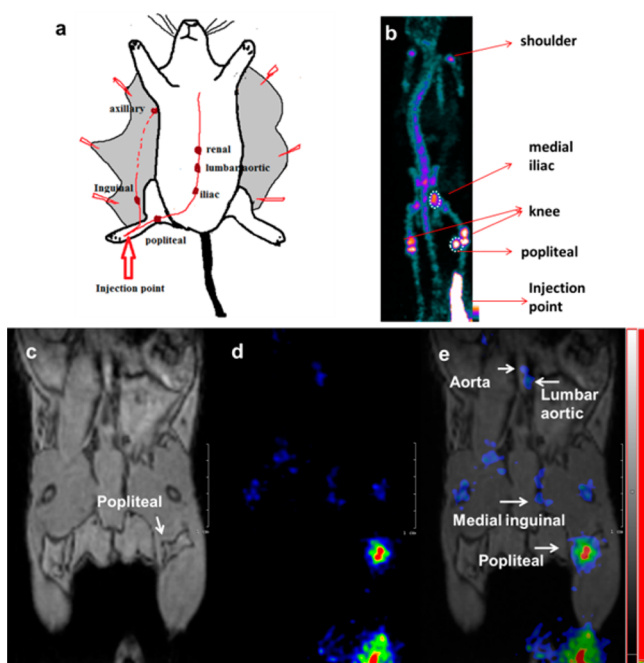 a
axillary
renal
lumbar aortic
Inguinal
iliac
popliteal
Injection point
b
shoulder
medial
iliac
knee
popliteal
Injection
point
c
Popliteal
d
e
Aorta
Lumbar
aortic
Medial inguinal
Popliteal